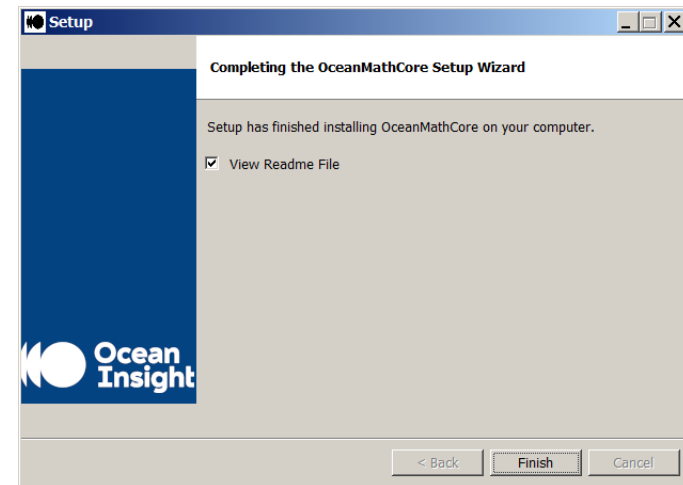 Setup
Completing the OceanMathCore Setup Wizard
Setup has finished installing OceanMathCore on your computer.
View Readme File
Ocean
Insight
< Back
Finish
Cancel